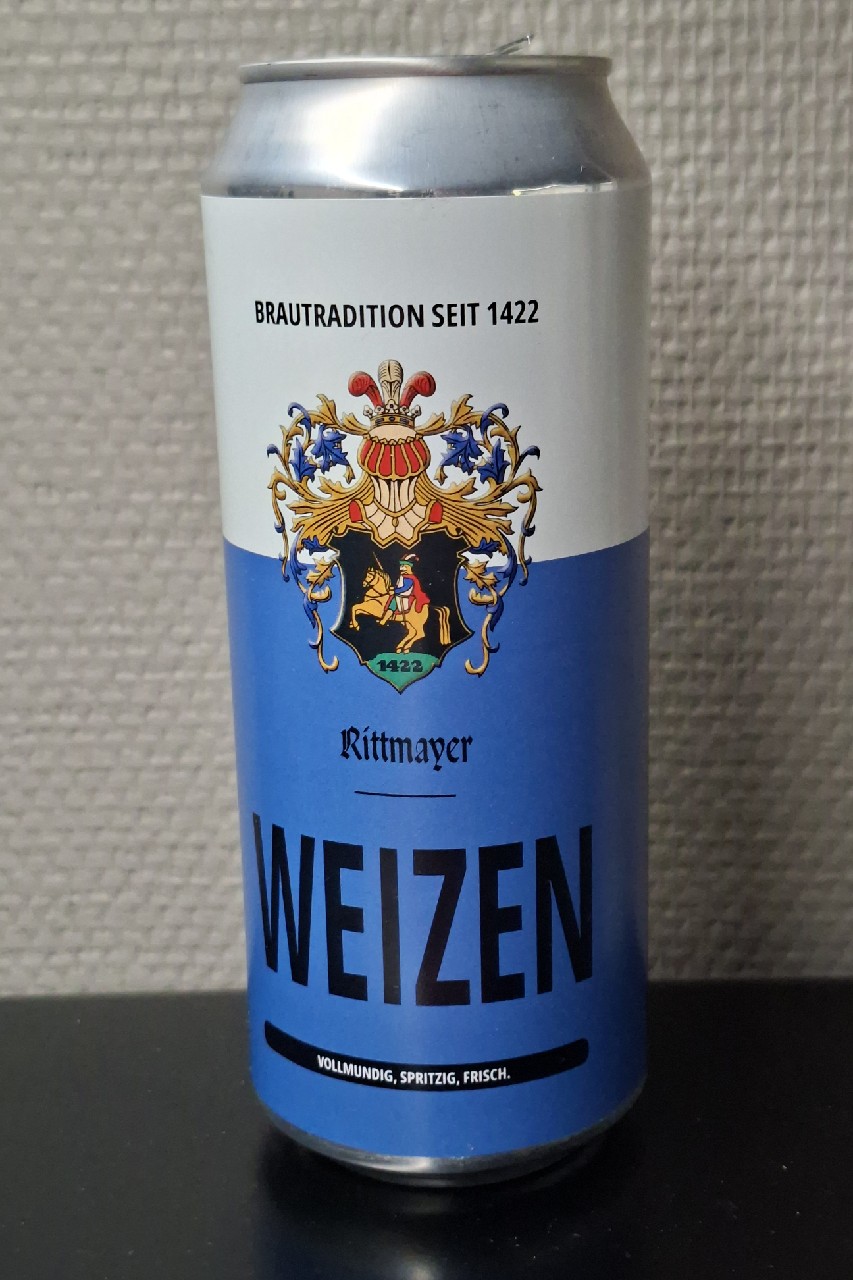 BRAUTRADITION SEIT 1422
1422
Rittmayer
WEIZEN
VOLLMUNDIG, SPRITZIG, FRISCH.